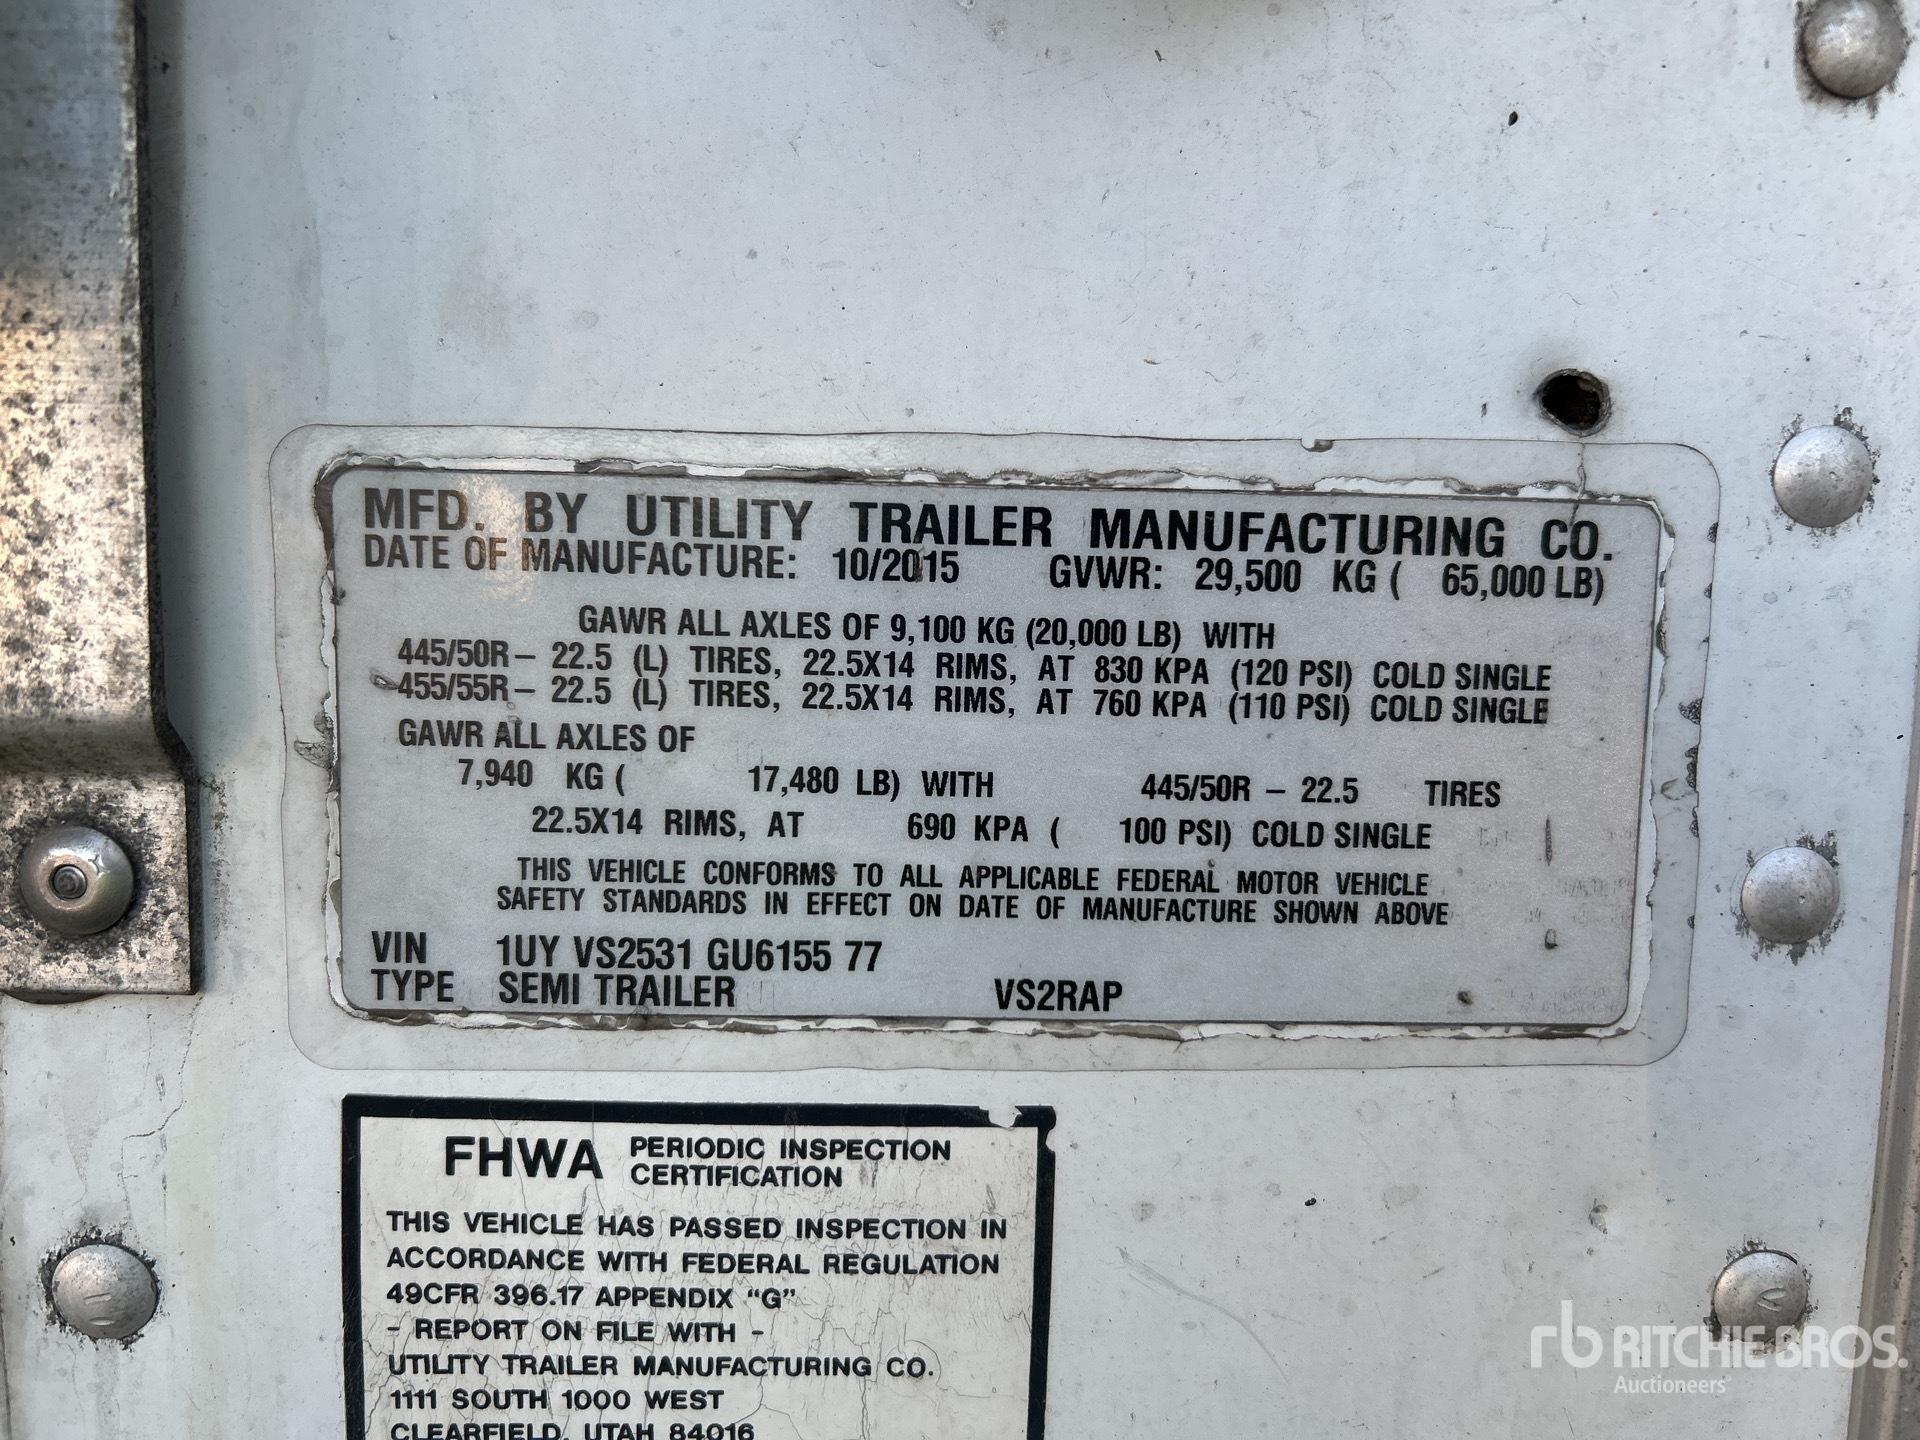 MFD. BY UTILITY TRAILER MANUFACTURING CO.
DATE OF MANUFACTURE: 10/2015 GVWR: 29,500 KG ( 65,000 LB)
GAWR ALL AXLES OF 9,100 KG (20,000 LB) WITH
445/50R – 22.5 (L) TIRES, 22.5X14 RIMS, AT 830 KPA (120 PSI) COLD SINGLE
455/55R – 22.5 (L) TIRES, 22.5X14 RIMS, AT 760 KPA (110 PSI) COLD SINGLE
GAWR ALL AXLES OF
7,940 KG ( 17,480 LB) WITH 445/50R – 22.5 TIRES
22.5X14 RIMS, AT 690 KPA ( 100 PSI) COLD SINGLE
THIS VEHICLE CONFORMS TO ALL APPLICABLE FEDERAL MOTOR VEHICLE
SAFETY STANDARDS IN EFFECT ON DATE OF MANUFACTURE SHOWN ABOVE
VIN 1UY VS2531 GU6155 77
TYPE SEMI TRAILER VS2RAP
FHWA PERIODIC INSPECTION
CERTIFICATION
THIS VEHICLE HAS PASSED INSPECTION IN
ACCORDANCE WITH FEDERAL REGULATION
49CFR 396.17 APPENDIX "G"
- REPORT ON FILE WITH -
UTILITY TRAILER MANUFACTURING CO.
1111 SOUTH 1000 WEST
CLEARFIELD, UTAH 84016
rb RITCHIE BROS.
Auctioneers